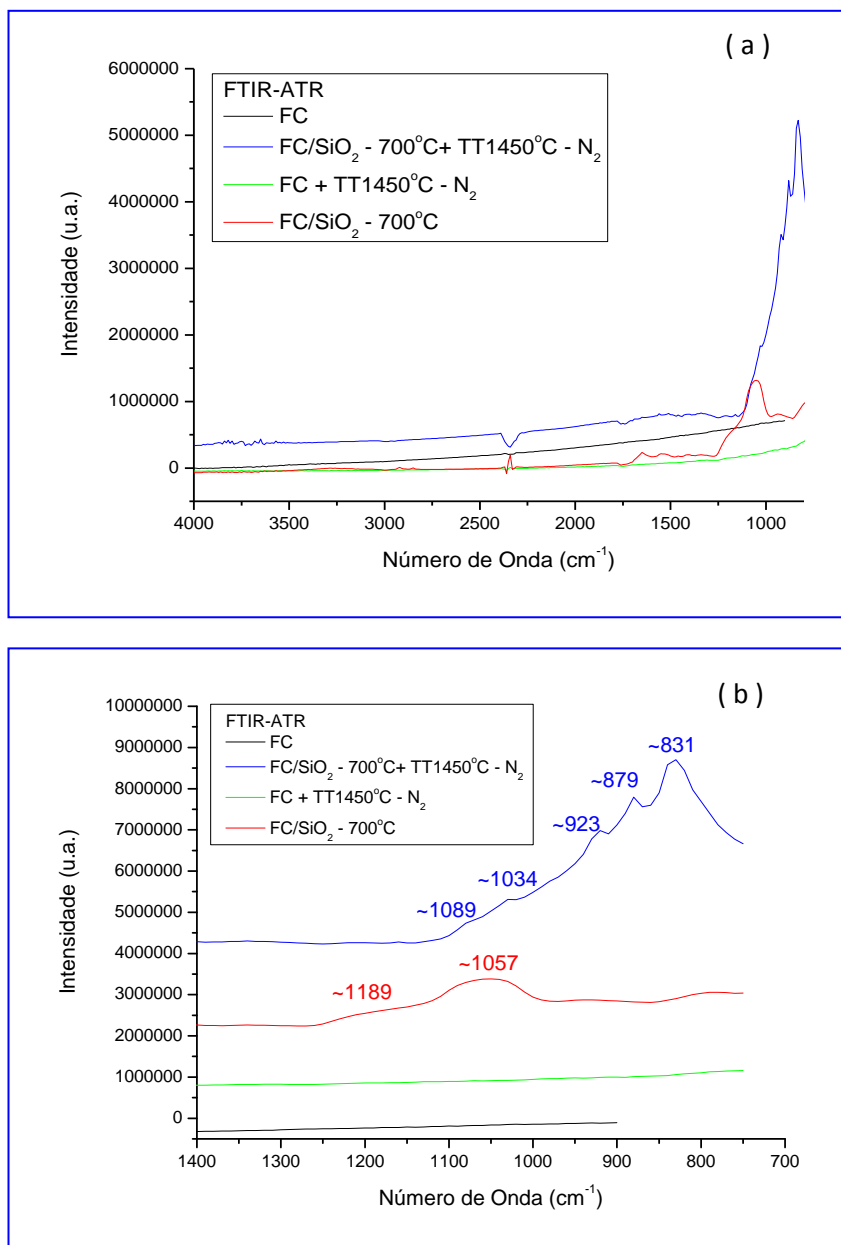 ( a )
6000000
5000000
4000000
3000000
2000000
1000000
0
Intensidade (u.a.)
FTIR-ATR
FC
FC/SiO₂ - 700°C+ TT1450°C - N₂
FC + TT1450°C - N₂
FC/SiO₂ - 700°C
4000 3500 3000 2500 2000 1500 1000
Número de Onda (cm⁻¹)
( b )
10000000
9000000
8000000
7000000
6000000
5000000
4000000
3000000
2000000
1000000
0
Intensidade (u.a.)
FTIR-ATR
FC
FC/SiO₂ - 700°C+ TT1450°C - N₂
FC + TT1450°C - N₂
FC/SiO₂ - 700°C
~831
~879
~923
~1034
~1089
~1057
~1189
1400 1300 1200 1100 1000 900 800 700
Número de Onda (cm⁻¹)